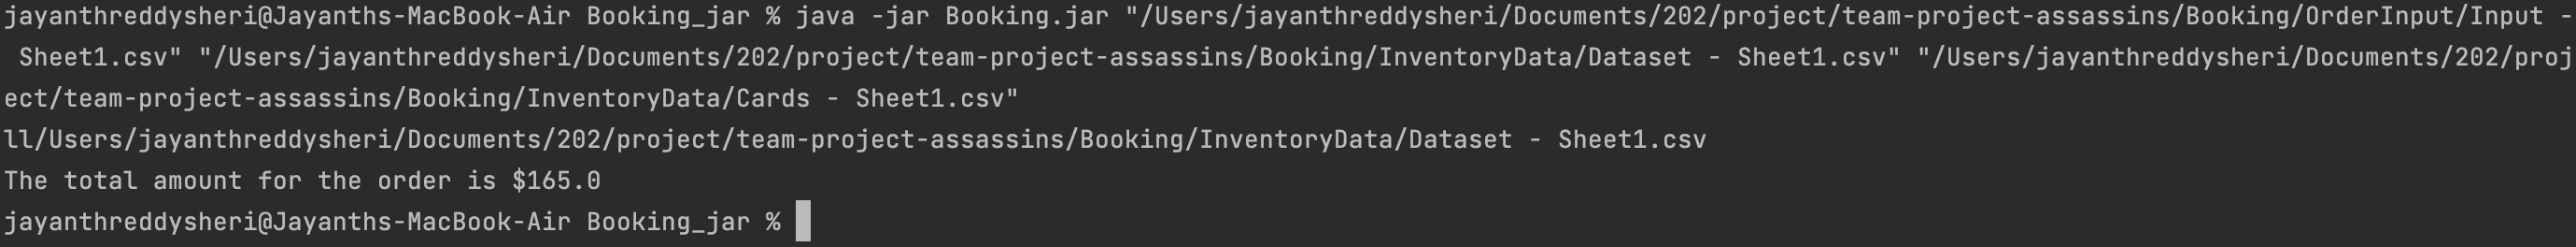 jayanthreddysheri@Jayanths-MacBook-Air Booking_jar % java -jar Booking.jar "/Users/jayanthreddysheri/Documents/202/project/team-project-assassins/Booking/OrderInput/Input -
 Sheet1.csv" "/Users/jayanthreddysheri/Documents/202/project/team-project-assassins/Booking/InventoryData/Dataset - Sheet1.csv" "/Users/jayanthreddysheri/Documents/202/proj
ect/team-project-assassins/Booking/InventoryData/Cards - Sheet1.csv"
ll/Users/jayanthreddysheri/Documents/202/project/team-project-assassins/Booking/InventoryData/Dataset - Sheet1.csv
The total amount for the order is $165.0
jayanthreddysheri@Jayanths-MacBook-Air Booking_jar %